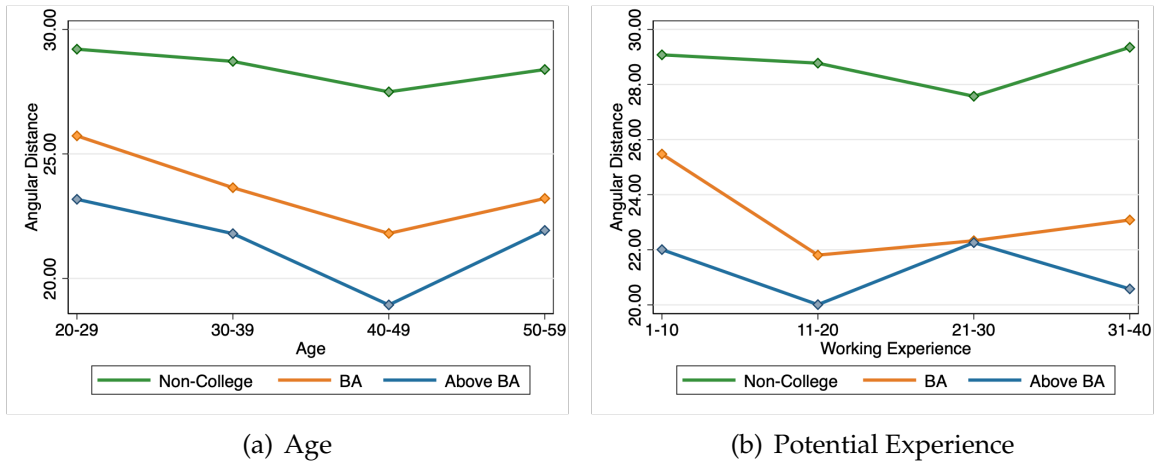 30.00
25.00
20.00
Angular Distance
20-29 30-39 40-49 50-59
Age
Non-College BA Above BA
(a) Age
30.00
28.00
26.00
24.00
22.00
20.00
Angular Distance
1-10 11-20 21-30 31-40
Working Experience
Non-College BA Above BA
(b) Potential Experience